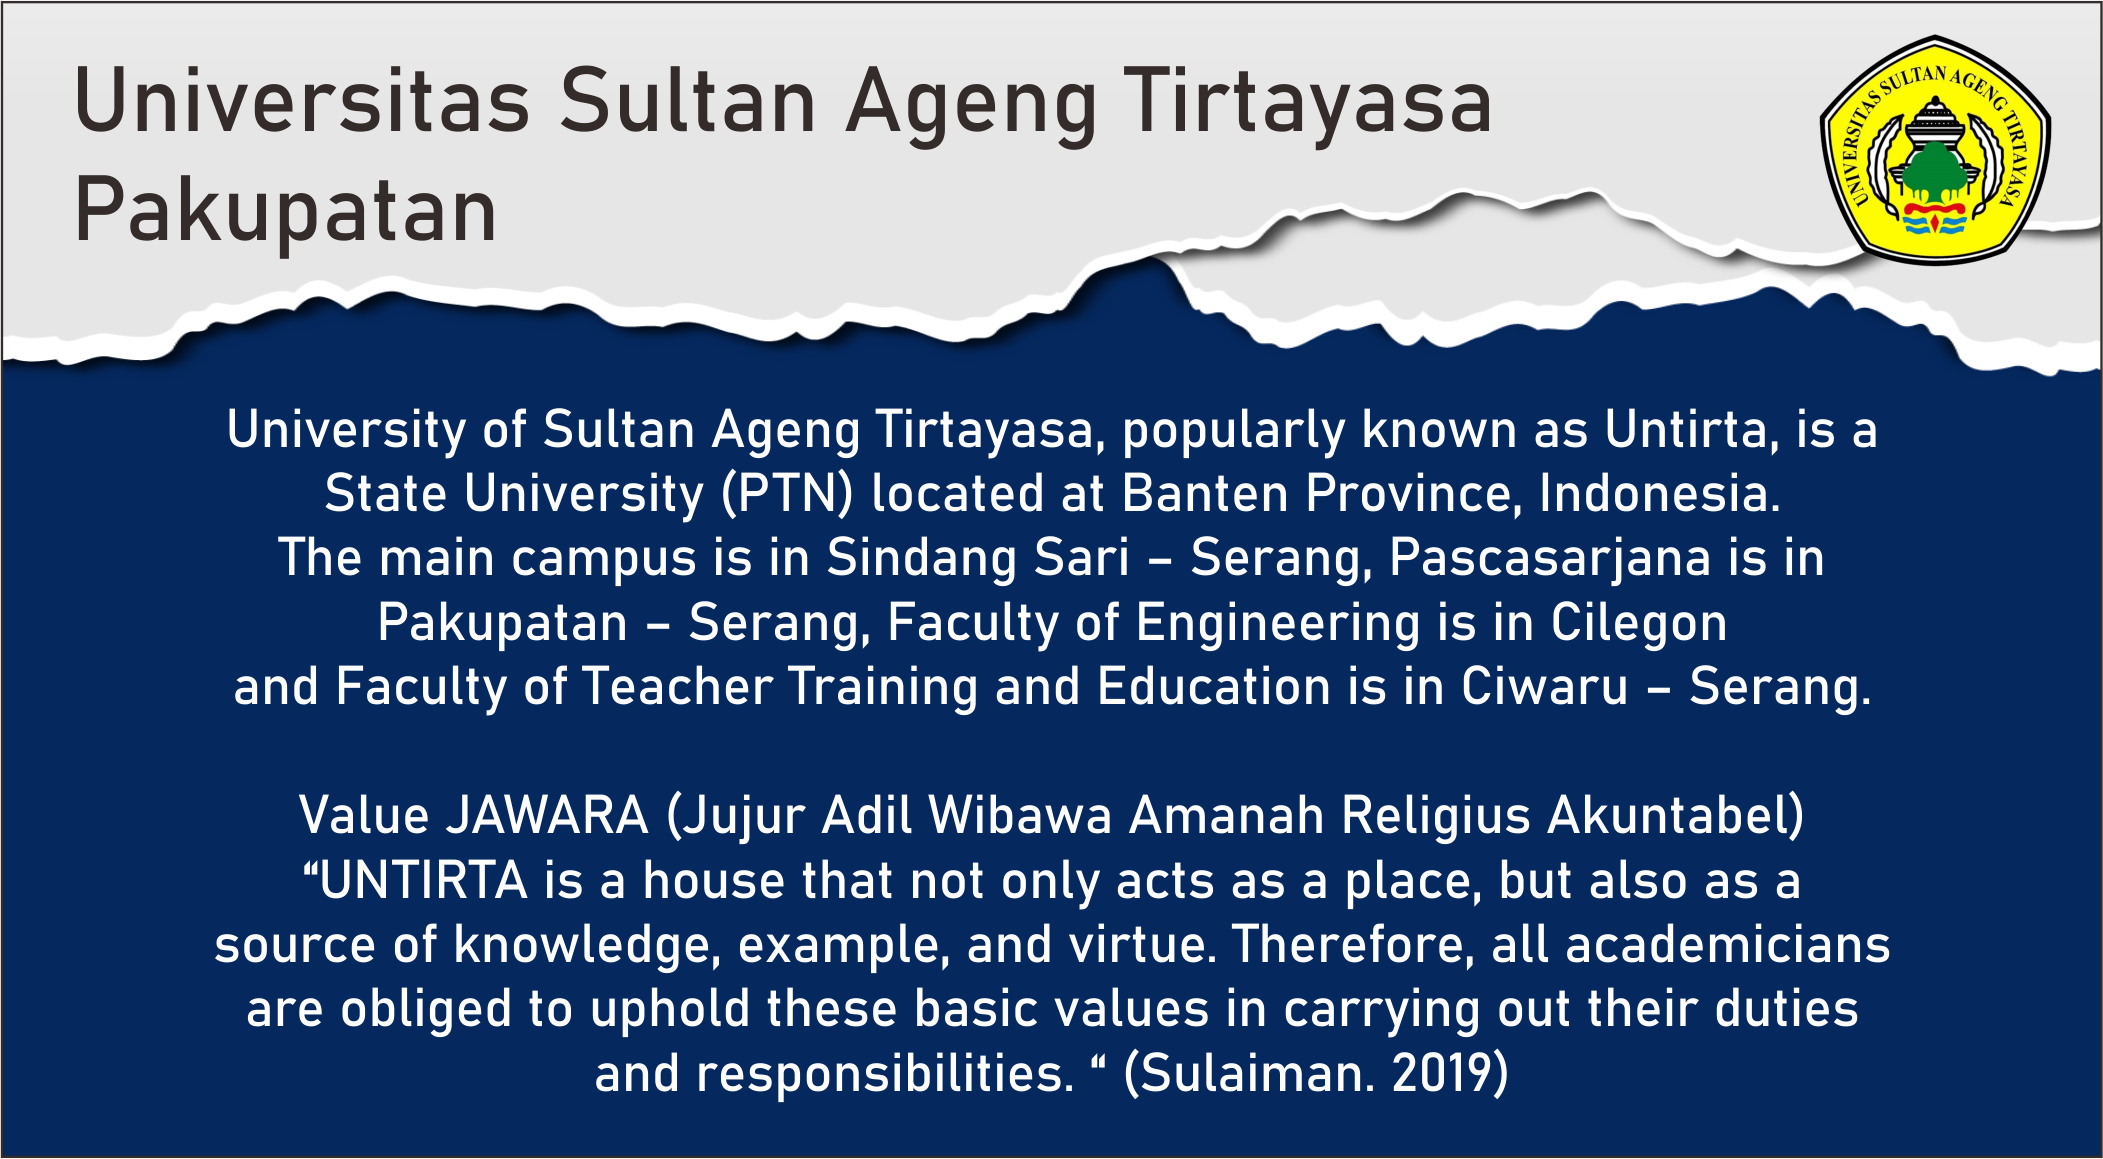 Universitas Sultan Ageng Tirtayasa
Pakupatan
UNIVERSITAS SULTAN AGENG TIRTAYASA
University of Sultan Ageng Tirtayasa, popularly known as Untirta, is a
State University (PTN) located at Banten Province, Indonesia.
The main campus is in Sindang Sari – Serang, Pascasarjana is in
Pakupatan – Serang, Faculty of Engineering is in Cilegon
and Faculty of Teacher Training and Education is in Ciwaru – Serang.
Value JAWARA (Jujur Adil Wibawa Amanah Religius Akuntabel)
“UNTIRTA is a house that not only acts as a place, but also as a
source of knowledge, example, and virtue. Therefore, all academicians
are obliged to uphold these basic values in carrying out their duties
and responsibilities. “ (Sulaiman. 2019)